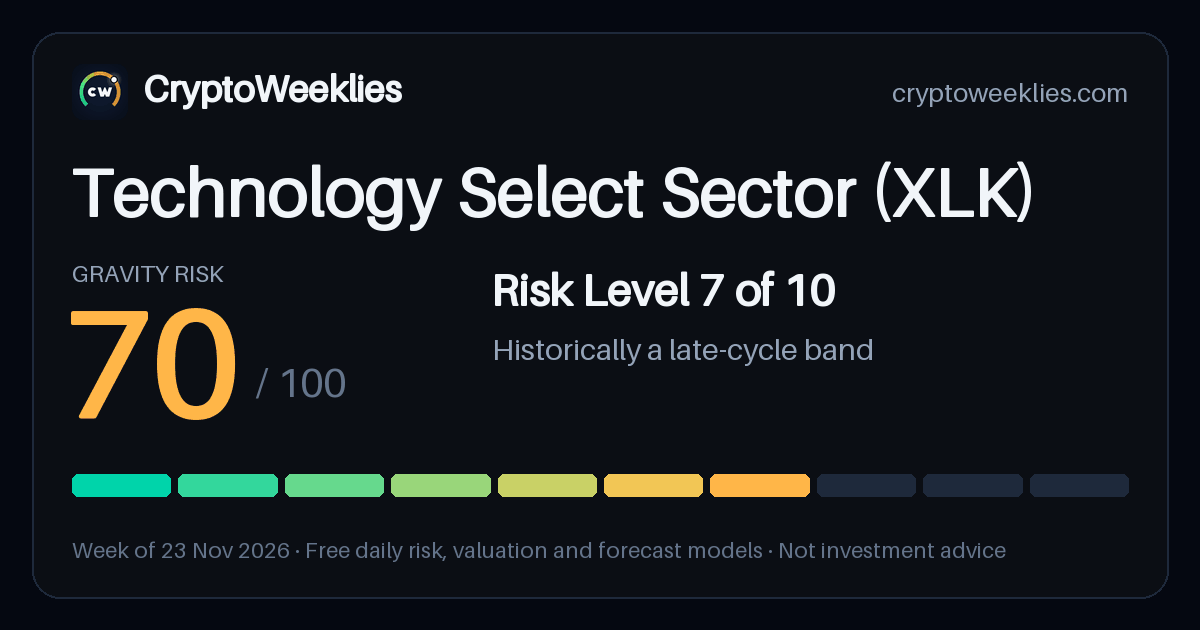 CW
CryptoWeeklies
cryptoweeklies.com
Technology Select Sector (XLK)
GRAVITY RISK
70 / 100
Risk Level 7 of 10
Historically a late-cycle band
Week of 23 Nov 2026 · Free daily risk, valuation and forecast models · Not investment advice